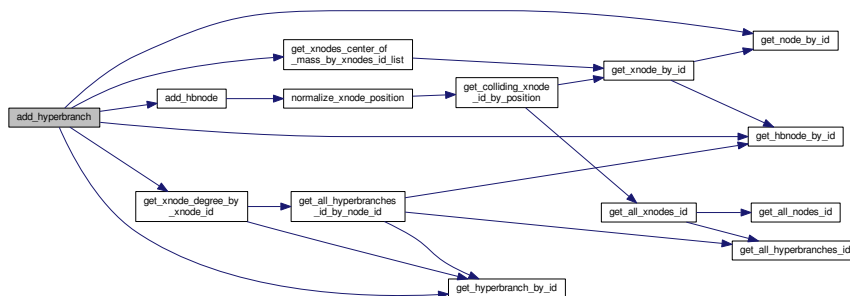 get_node_by_id
get_xnodes_center_of
_mass_by_xnodes_id_list
get_xnode_by_id
add_hbnode
normalize_xnode_position
get_colliding_xnode
_id_by_position
add_hyperbranch
get_hbnode_by_id
get_xnode_degree_by
_xnode_id
get_all_hyperbranches
_id_by_node_id
get_all_xnodes_id
get_all_nodes_id
get_all_hyperbranches_id
get_hyperbranch_by_id